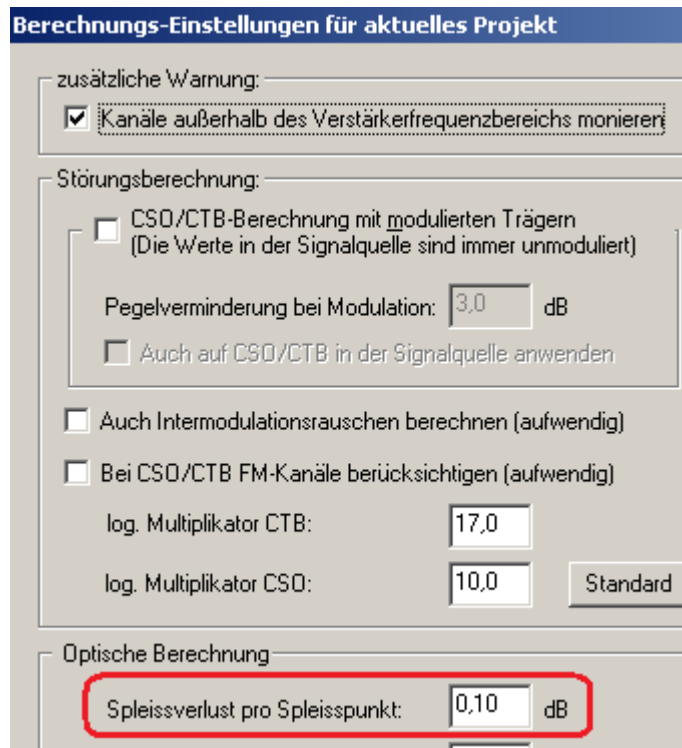 Berechnungs-Einstellungen für aktuelles Projekt
zusätzliche Warnung:
Kanäle außerhalb des Verstärkerfrequenzbereichs monieren
Störungsberechnung:
CSO/CTB-Berechnung mit modulierten Trägern
(Die Werte in der Signalquelle sind immer unmoduliert)
Pegelverminderung bei Modulation: 3,0 dB
Auch auf CSO/CTB in der Signalquelle anwenden
Auch Intermodulationsrauschen berechnen (aufwendig)
Bei CSO/CTB FM-Kanäle berücksichtigen (aufwendig)
log. Multiplikator CTB: 17,0
log. Multiplikator CSO: 10,0 Standard
Optische Berechnung
Spleissverlust pro Spleisspunkt: 0,10 dB